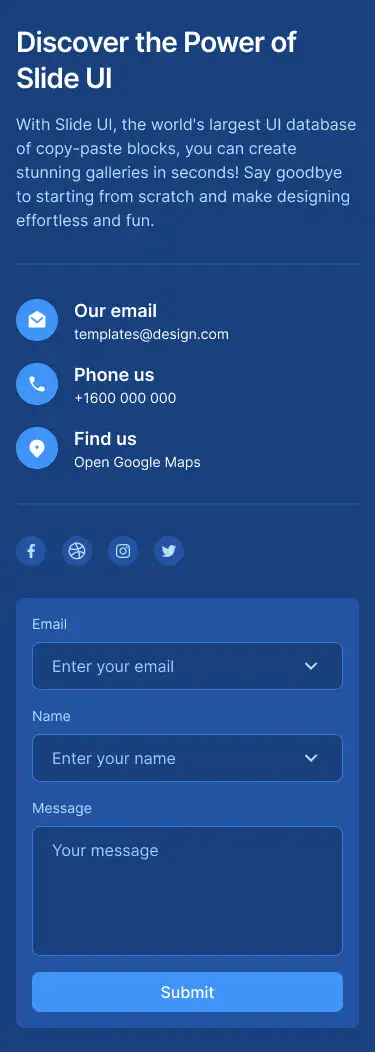 Discover the Power of
Slide UI
With Slide UI, the world's largest UI database
of copy-paste blocks, you can create
stunning galleries in seconds! Say goodbye
to starting from scratch and make designing
effortless and fun.
Our email
templates@design.com
Phone us
+1600 000 000
Find us
Open Google Maps
Email
Enter your email
Name
Enter your name
Message
Your message
Submit